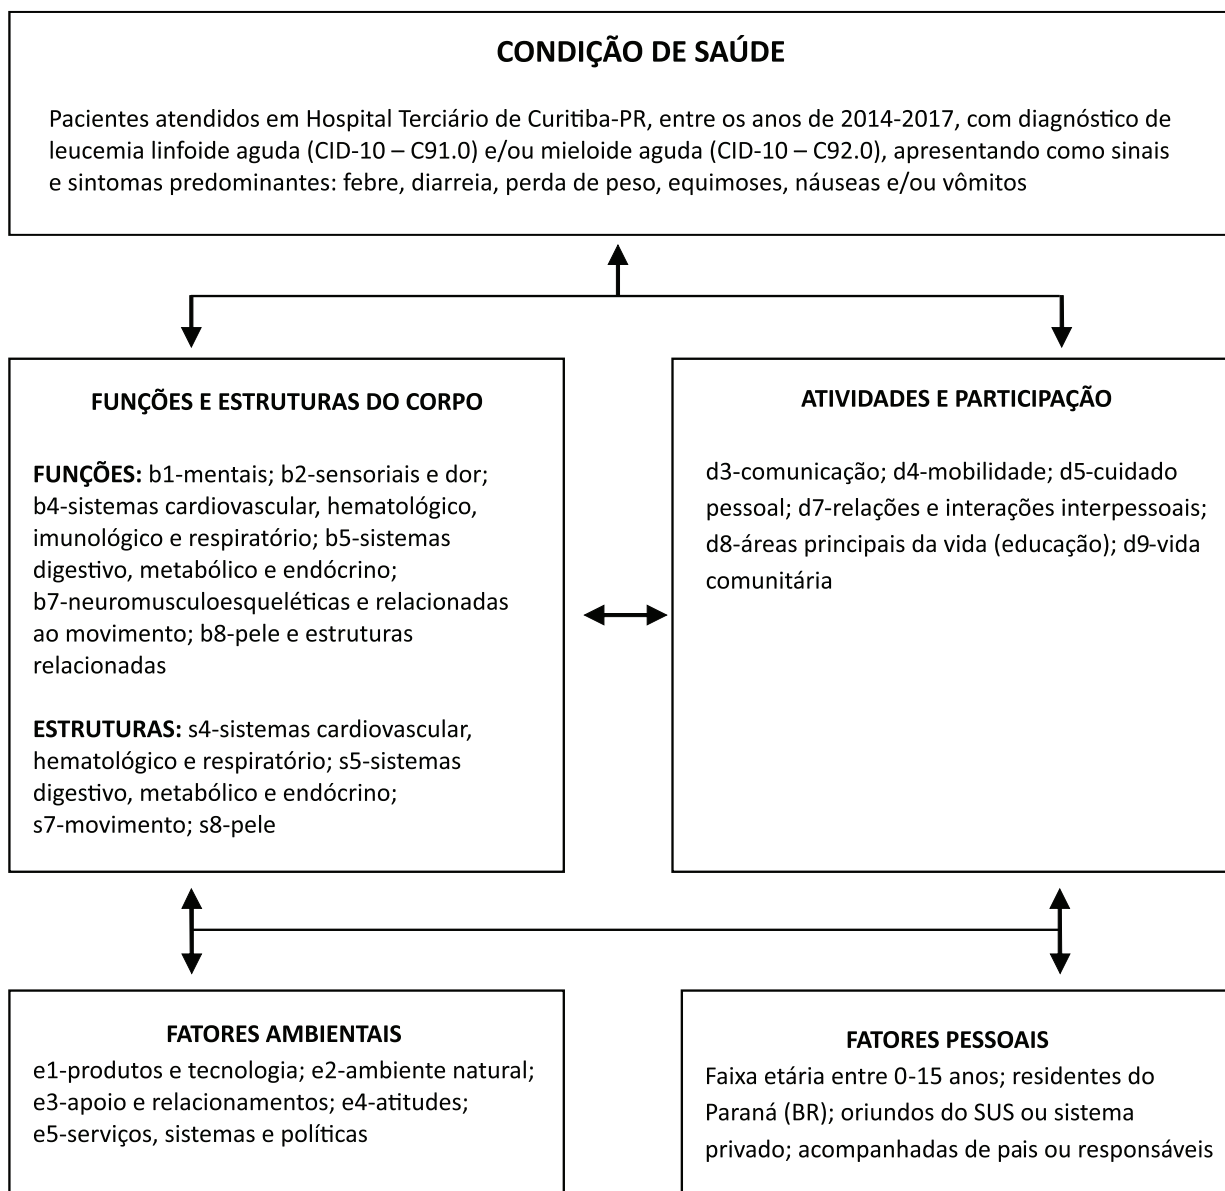 CONDIÇÃO DE SAÚDE
Pacientes atendidos em Hospital Terciário de Curitiba-PR, entre os anos de 2014-2017, com diagnóstico de
leucemia linfoide aguda (CID-10 – C91.0) e/ou mieloide aguda (CID-10 – C92.0), apresentando como sinais
e sintomas predominantes: febre, diarreia, perda de peso, equimoses, náuseas e/ou vômitos
FUNÇÕES E ESTRUTURAS DO CORPO
FUNÇÕES: b1-mentais; b2-sensoriais e dor;
b4-sistemas cardiovascular, hematológico,
imunológico e respiratório; b5-sistemas
digestivo, metabólico e endócrino;
b7-neuromusculoesqueléticas e relacionadas
ao movimento; b8-pele e estruturas
relacionadas
ESTRUTURAS: s4-sistemas cardiovascular,
hematológico e respiratório; s5-sistemas
digestivo, metabólico e endócrino;
s7-movimento; s8-pele
ATIVIDADES E PARTICIPAÇÃO
d3-comunicação; d4-mobilidade; d5-cuidado
pessoal; d7-relações e interações interpessoais;
d8-áreas principais da vida (educação); d9-vida
comunitária
FATORES AMBIENTAIS
e1-produtos e tecnologia; e2-ambiente natural;
e3-apoio e relacionamentos; e4-atitudes;
e5-serviços, sistemas e políticas
FATORES PESSOAIS
Faixa etária entre 0-15 anos; residentes do
Paraná (BR); oriundos do SUS ou sistema
privado; acompanhadas de pais ou responsáveis